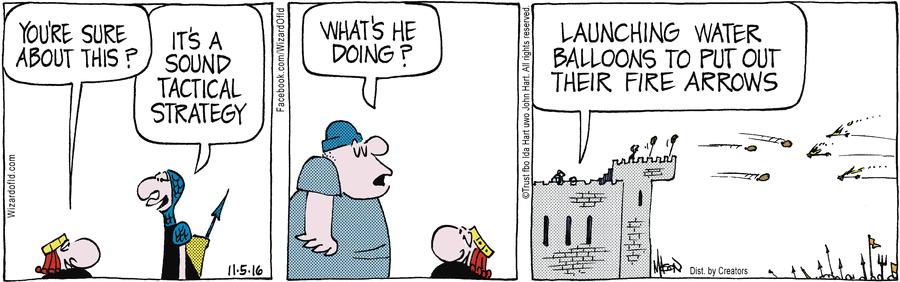 YOU'RE SURE
ABOUT THIS?
IT'S A
SOUND
TACTICAL
STRATEGY
WizardOfId.com
11·5·16
Facebook.com/WizardOfId
WHAT'S HE
DOING?
©Trust fbo Ida Hart uwo John Hart. All rights reserved.
LAUNCHING WATER
BALLOONS TO PUT OUT
THEIR FIRE ARROWS
MASON
Dist. by Creators